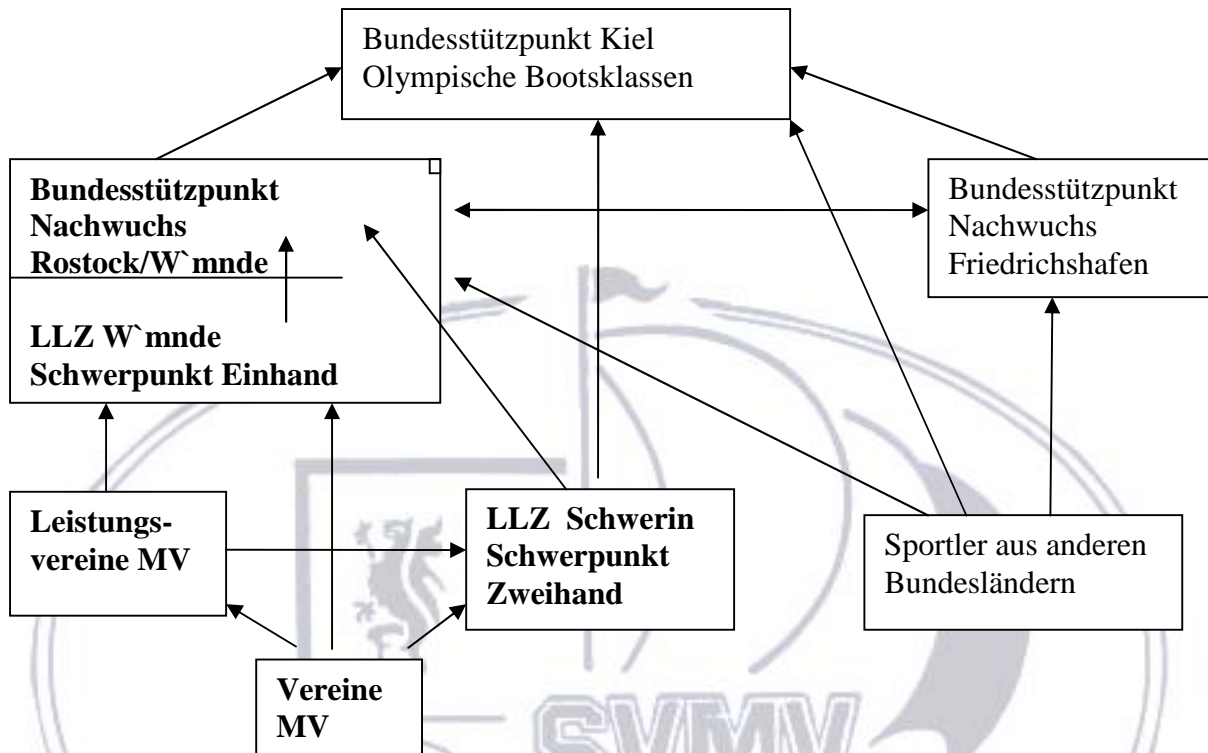 Bundesstützpunkt Kiel
Olympische Bootsklassen
Bundesstützpunkt
Nachwuchs
Rostock/W`mnde
LLZ W`mnde
Schwerpunkt Einhand
Bundesstützpunkt
Nachwuchs
Friedrichshafen
Leistungs-
vereine MV
LLZ Schwerin
Schwerpunkt
Zweihand
Sportler aus anderen
Bundesländern
Vereine
MV
SVMV